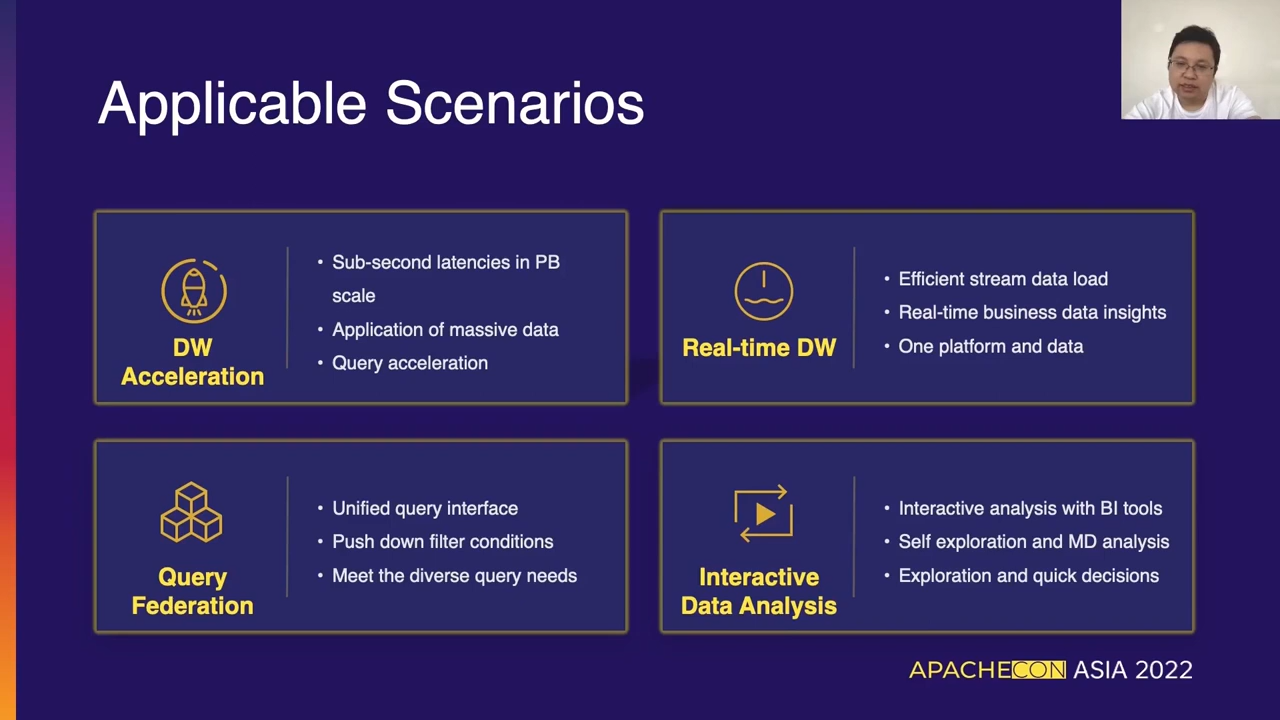 Applicable Scenarios
DW
Acceleration
• Sub-second latencies in PB
scale
• Application of massive data
• Query acceleration
Real-time DW
• Efficient stream data load
• Real-time business data insights
• One platform and data
Query
Federation
• Unified query interface
• Push down filter conditions
• Meet the diverse query needs
Interactive
Data Analysis
• Interactive analysis with BI tools
• Self exploration and MD analysis
• Exploration and quick decisions
APACHECON ASIA 2022